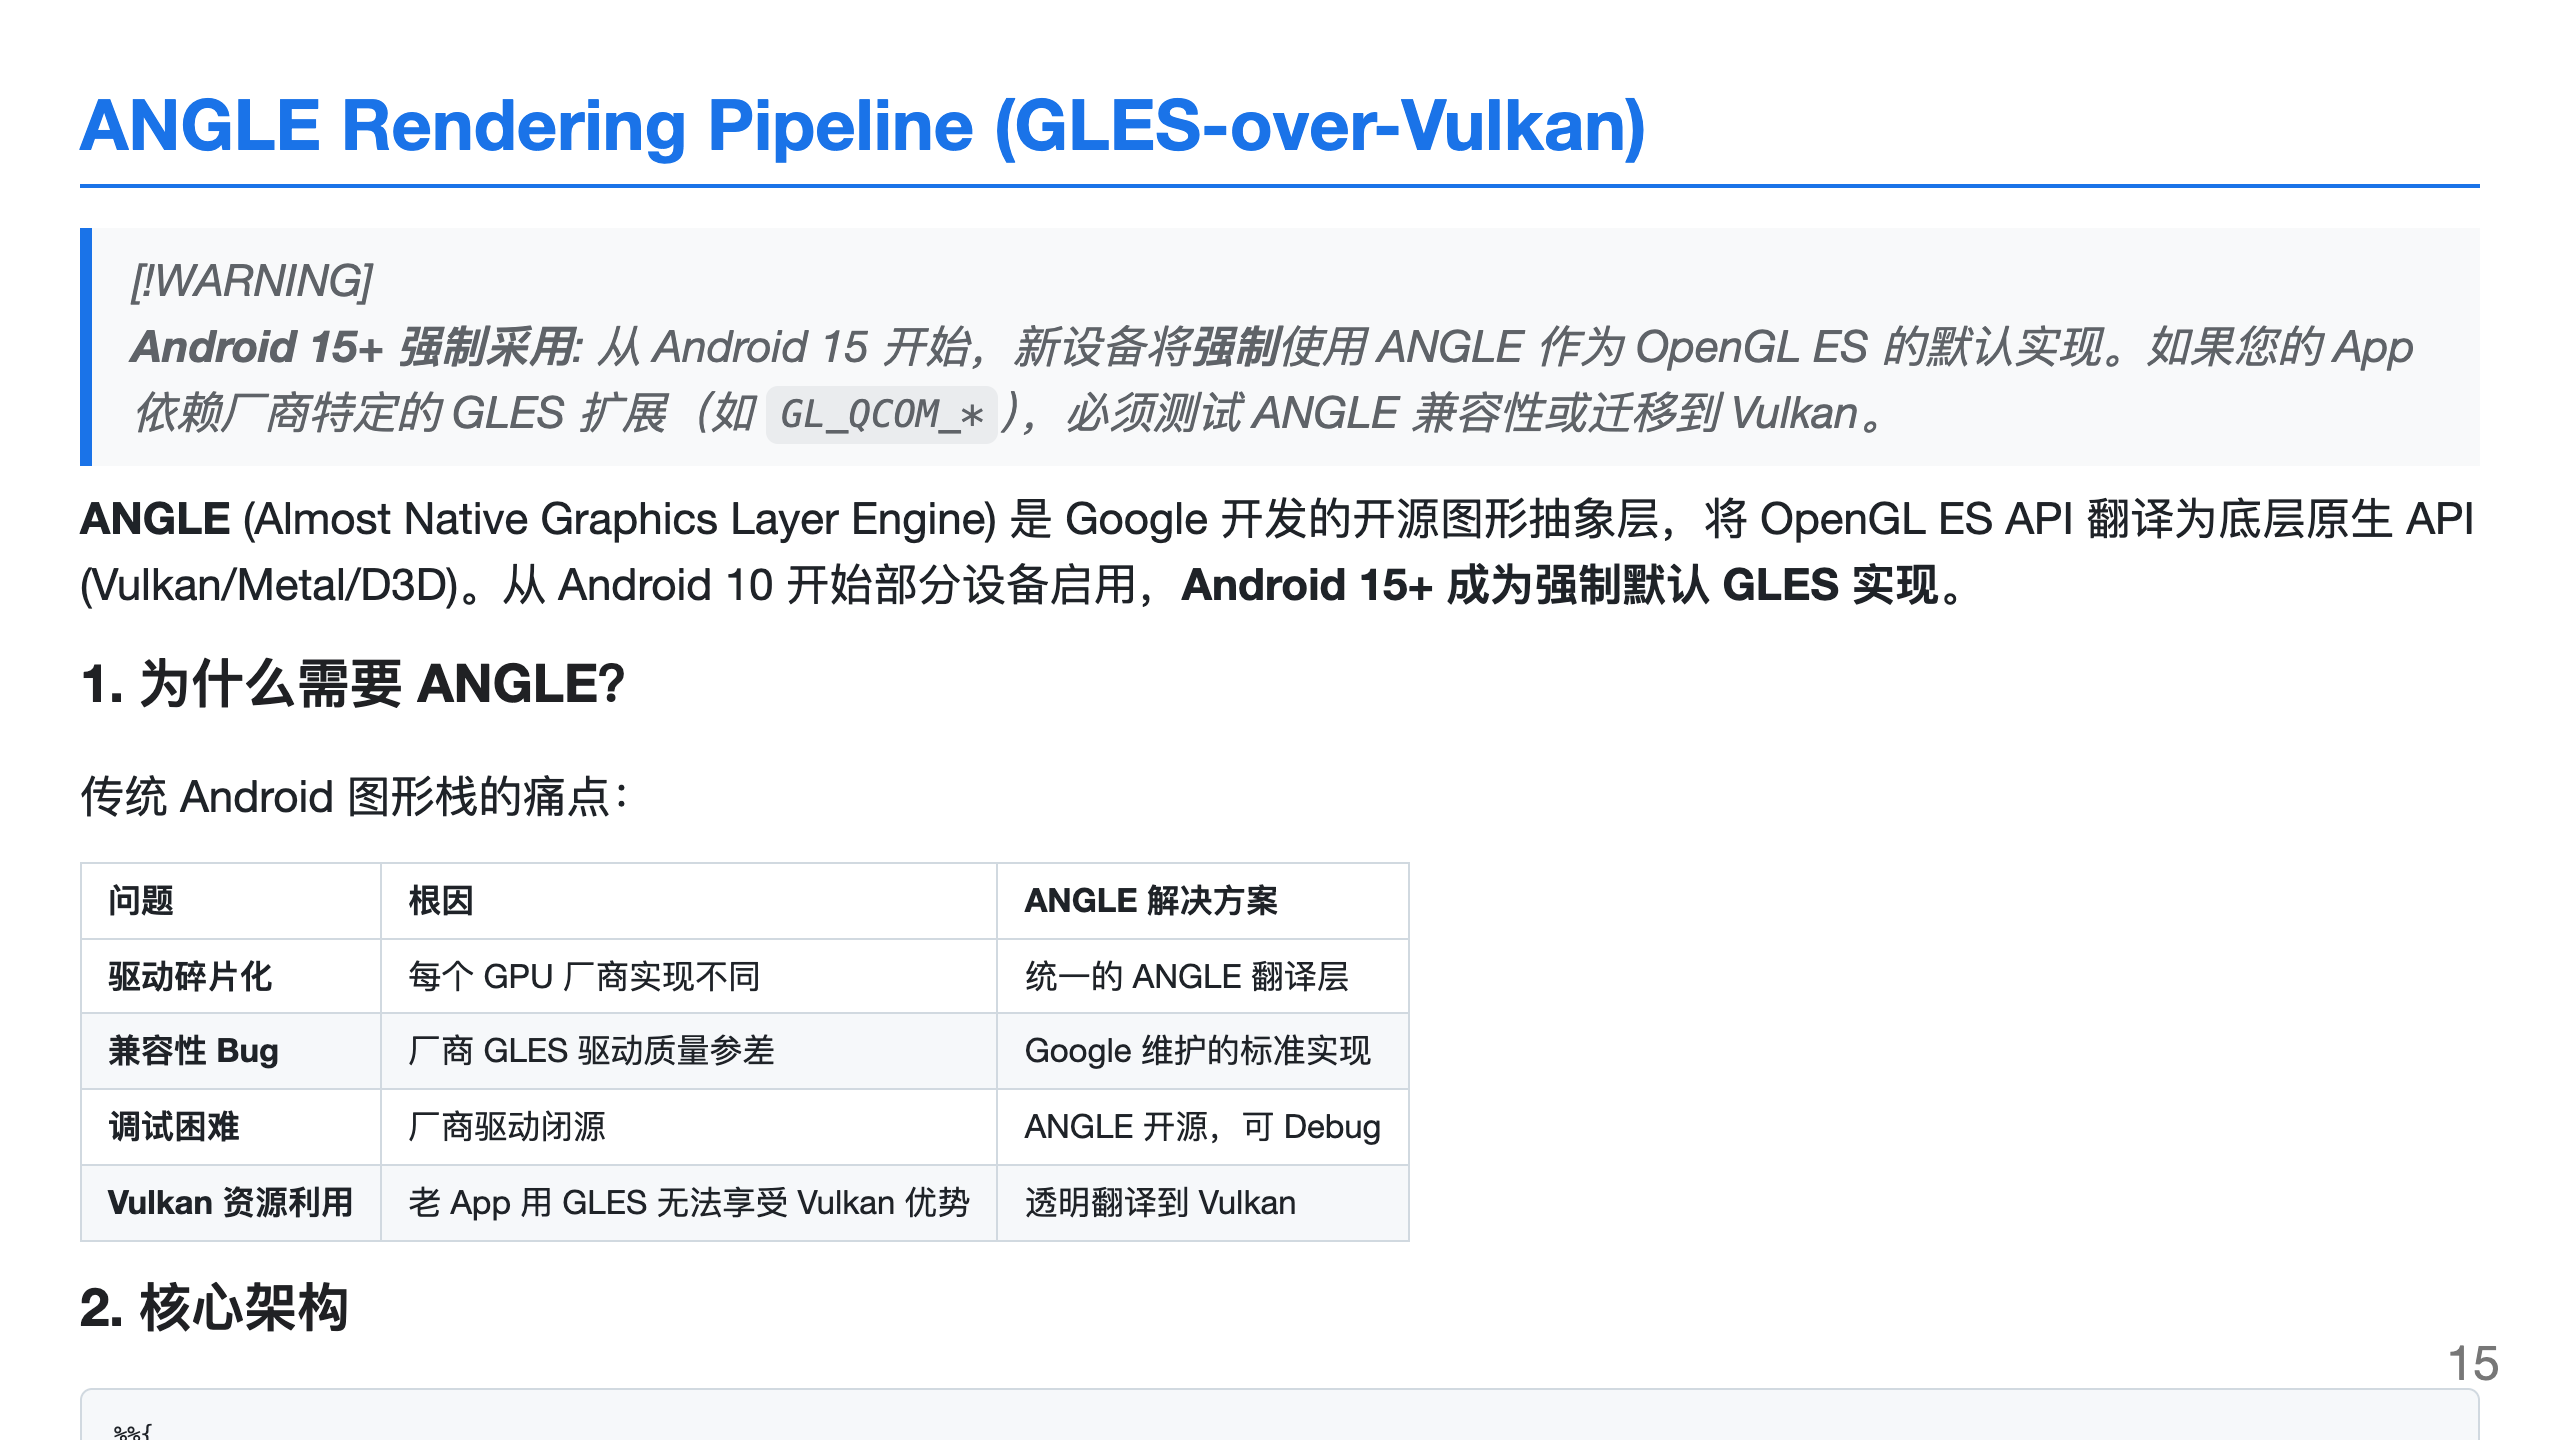 ANGLE Rendering Pipeline (GLES-over-Vulkan)
[!WARNING]
Android 15+ 强制采用: 从 Android 15 开始，新设备将强制使用 ANGLE 作为 OpenGL ES 的默认实现。如果您的 App
依赖厂商特定的 GLES 扩展（如 GL_QCOM_*），必须测试 ANGLE 兼容性或迁移到 Vulkan。
ANGLE (Almost Native Graphics Layer Engine) 是 Google 开发的开源图形抽象层，将 OpenGL ES API 翻译为底层原生 API
(Vulkan/Metal/D3D)。从 Android 10 开始部分设备启用，Android 15+ 成为强制默认 GLES 实现。
1. 为什么需要 ANGLE?
传统 Android 图形栈的痛点：
问题 根因 ANGLE 解决方案
驱动碎片化 每个 GPU 厂商实现不同 统一的 ANGLE 翻译层
兼容性 Bug 厂商 GLES 驱动质量参差 Google 维护的标准实现
调试困难 厂商驱动闭源 ANGLE 开源，可 Debug
Vulkan 资源利用 老 App 用 GLES 无法享受 Vulkan 优势 透明翻译到 Vulkan
2. 核心架构
15
%%{